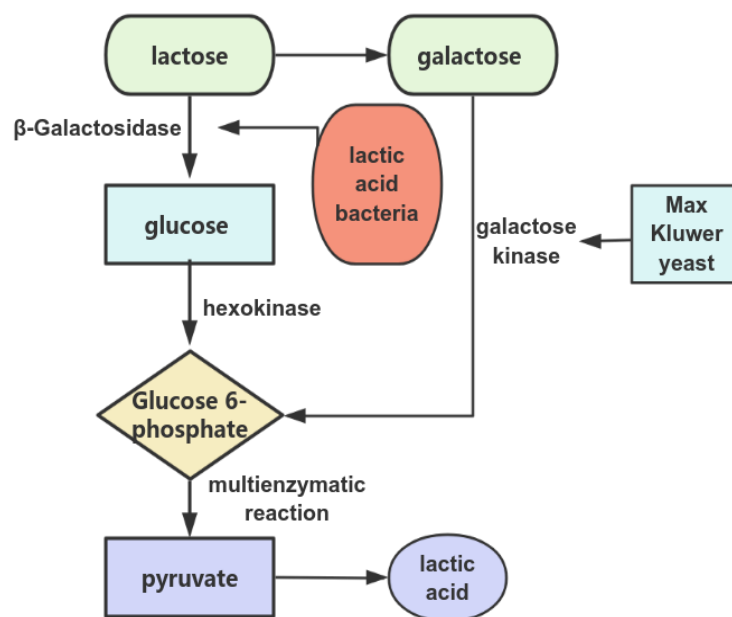 lactose
galactose
β-Galactosidase
lactic
acid
bacteria
glucose
galactose
kinase
Max
Kluwer
yeast
hexokinase
Glucose 6-
phosphate
multienzymatic
reaction
pyruvate
lactic
acid